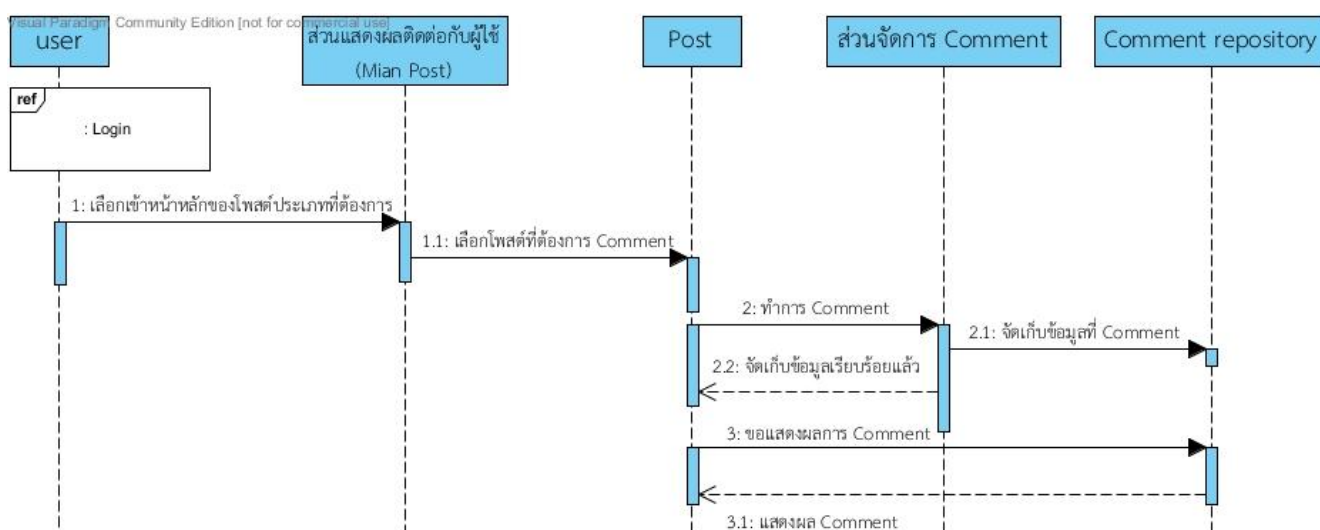 Visual Paradigm Community Edition [not for commercial use]
user
ส่วนแสดงผลติดต่อกับผู้ใช้
(Mian Post)
Post
ส่วนจัดการ Comment
Comment repository
ref
: Login
1: เลือกเข้าหน้าหลักของโพสต์ประเภทที่ต้องการ
1.1: เลือกโพสต์ที่ต้องการ Comment
2: ทำการ Comment
2.1: จัดเก็บข้อมูลที่ Comment
2.2: จัดเก็บข้อมูลเรียบร้อยแล้ว
3: ขอแสดงผลการ Comment
3.1: แสดงผล Comment